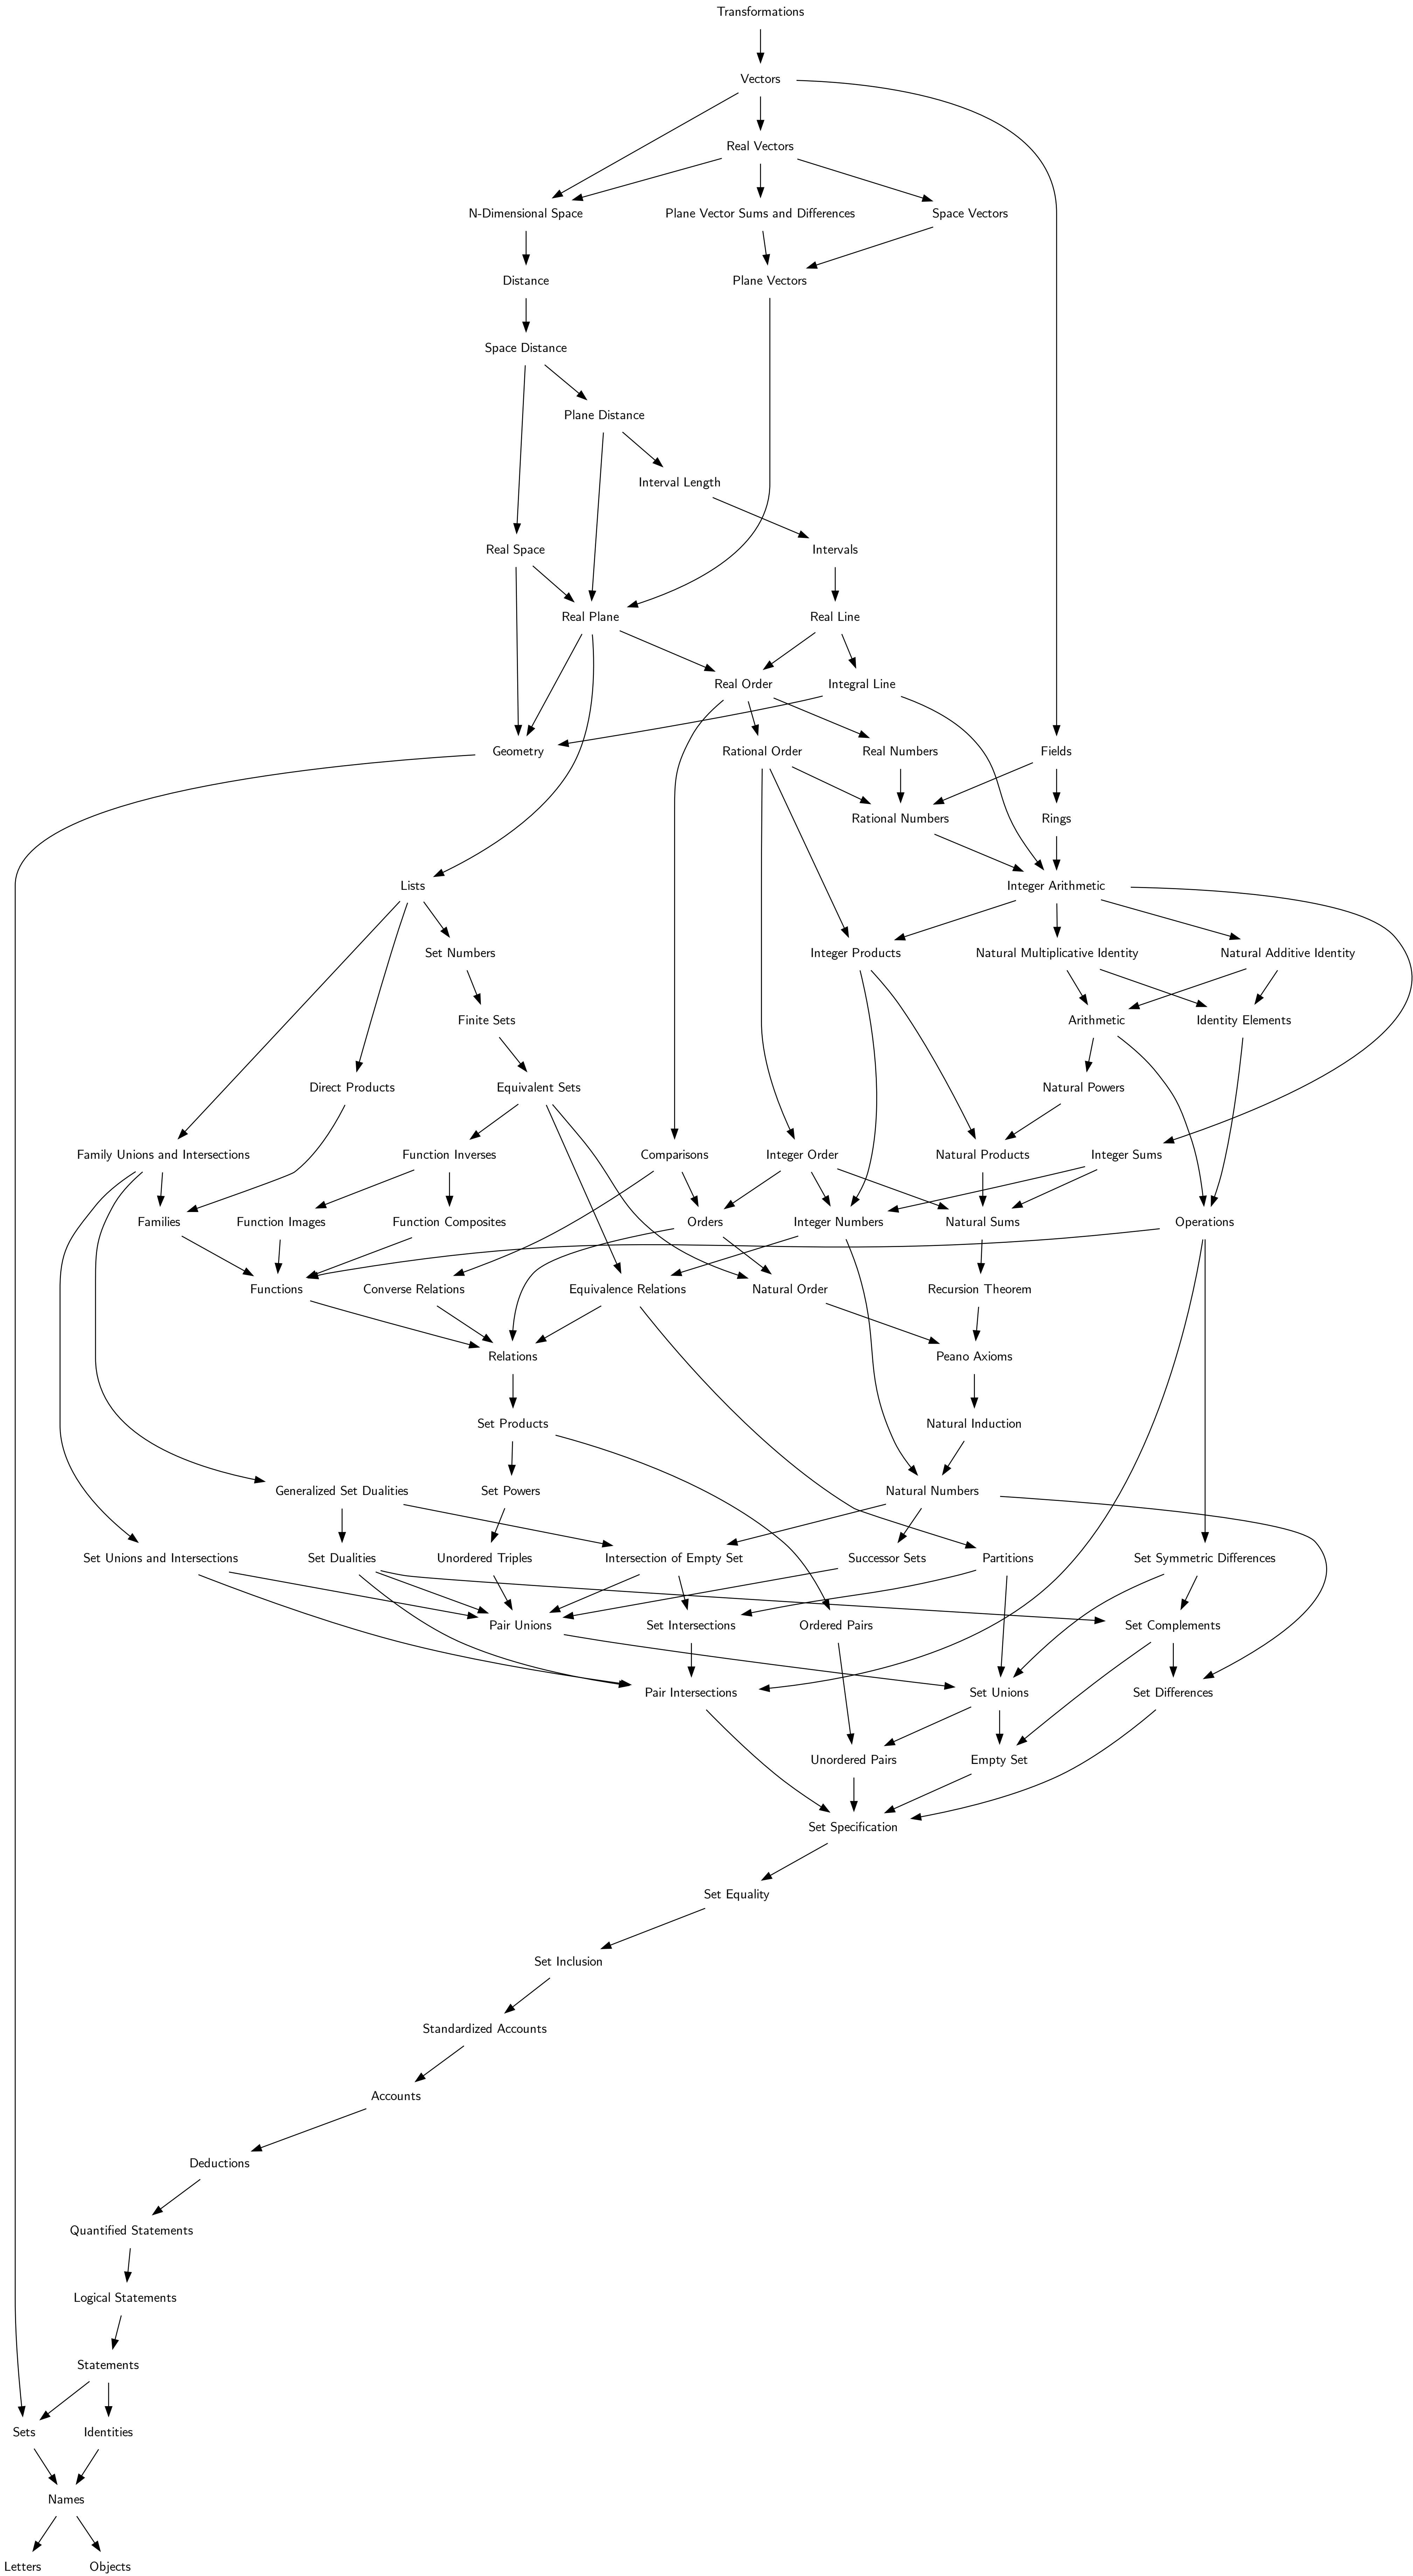 Transformations
Vectors
Real Vectors
N-Dimensional Space
Plane Vector Sums and Differences
Space Vectors
Distance
Plane Vectors
Space Distance
Plane Distance
Interval Length
Real Space
Intervals
Real Plane
Real Line
Real Order
Integral Line
Geometry
Rational Order
Real Numbers
Fields
Rational Numbers
Rings
Lists
Integer Arithmetic
Set Numbers
Integer Products
Natural Multiplicative Identity
Natural Additive Identity
Finite Sets
Arithmetic
Identity Elements
Direct Products
Equivalent Sets
Natural Powers
Family Unions and Intersections
Function Inverses
Comparisons
Integer Order
Natural Products
Integer Sums
Families
Function Images
Function Composites
Orders
Integer Numbers
Natural Sums
Operations
Functions
Converse Relations
Equivalence Relations
Natural Order
Recursion Theorem
Relations
Peano Axioms
Set Products
Natural Induction
Generalized Set Dualities
Set Powers
Natural Numbers
Set Unions and Intersections
Set Dualities
Unordered Triples
Intersection of Empty Set
Successor Sets
Partitions
Set Symmetric Differences
Pair Unions
Set Intersections
Ordered Pairs
Set Complements
Pair Intersections
Set Unions
Set Differences
Unordered Pairs
Empty Set
Set Specification
Set Equality
Set Inclusion
Standardized Accounts
Accounts
Deductions
Quantified Statements
Logical Statements
Statements
Sets
Identities
Names
Letters
Objects